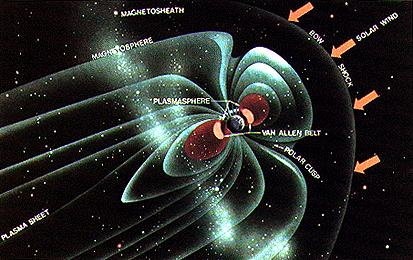 MAGNETOSHEATH
BOW SHOCK
SOLAR WIND
MAGNETOSPHERE
PLASMASPHERE
VAN ALLEN BELT
POLAR CUSP
PLASMA SHEET